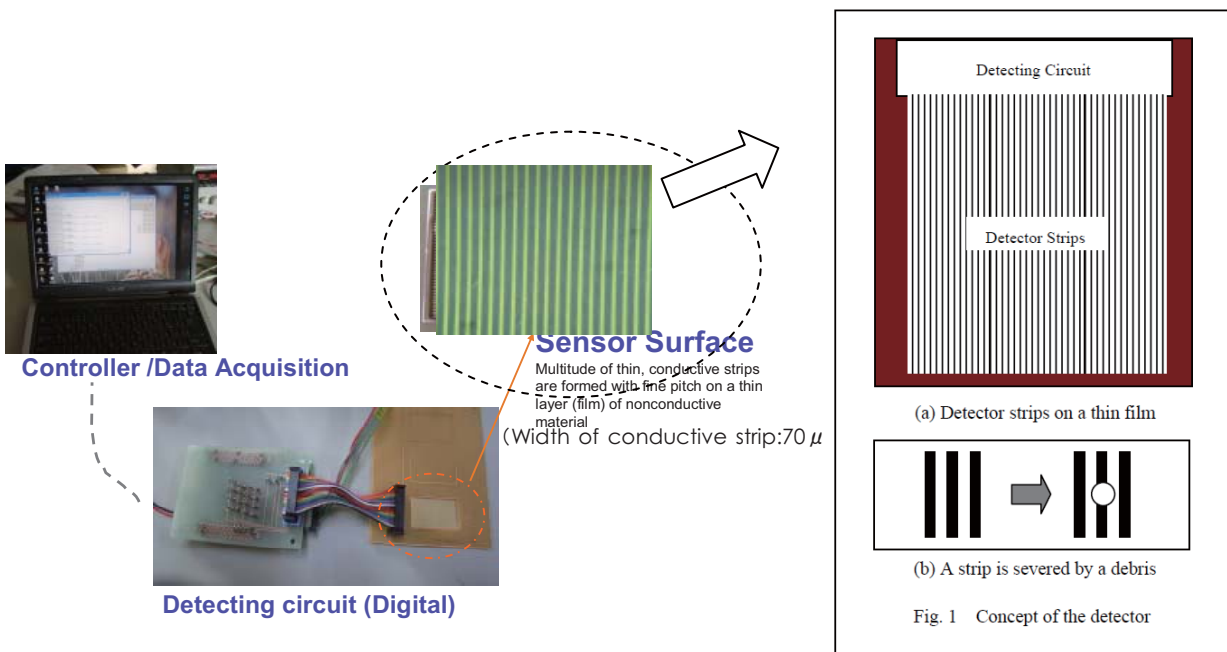 Controller /Data Acquisition
Sensor Surface
Multitude of thin, conductive strips
are formed with fine pitch on a thin
layer (film) of nonconductive
material
(Width of conductive strip:70 μ
Detecting circuit (Digital)
Detecting Circuit
Detector Strips
(a) Detector strips on a thin film
(b) A strip is severed by a debris
Fig. 1 Concept of the detector